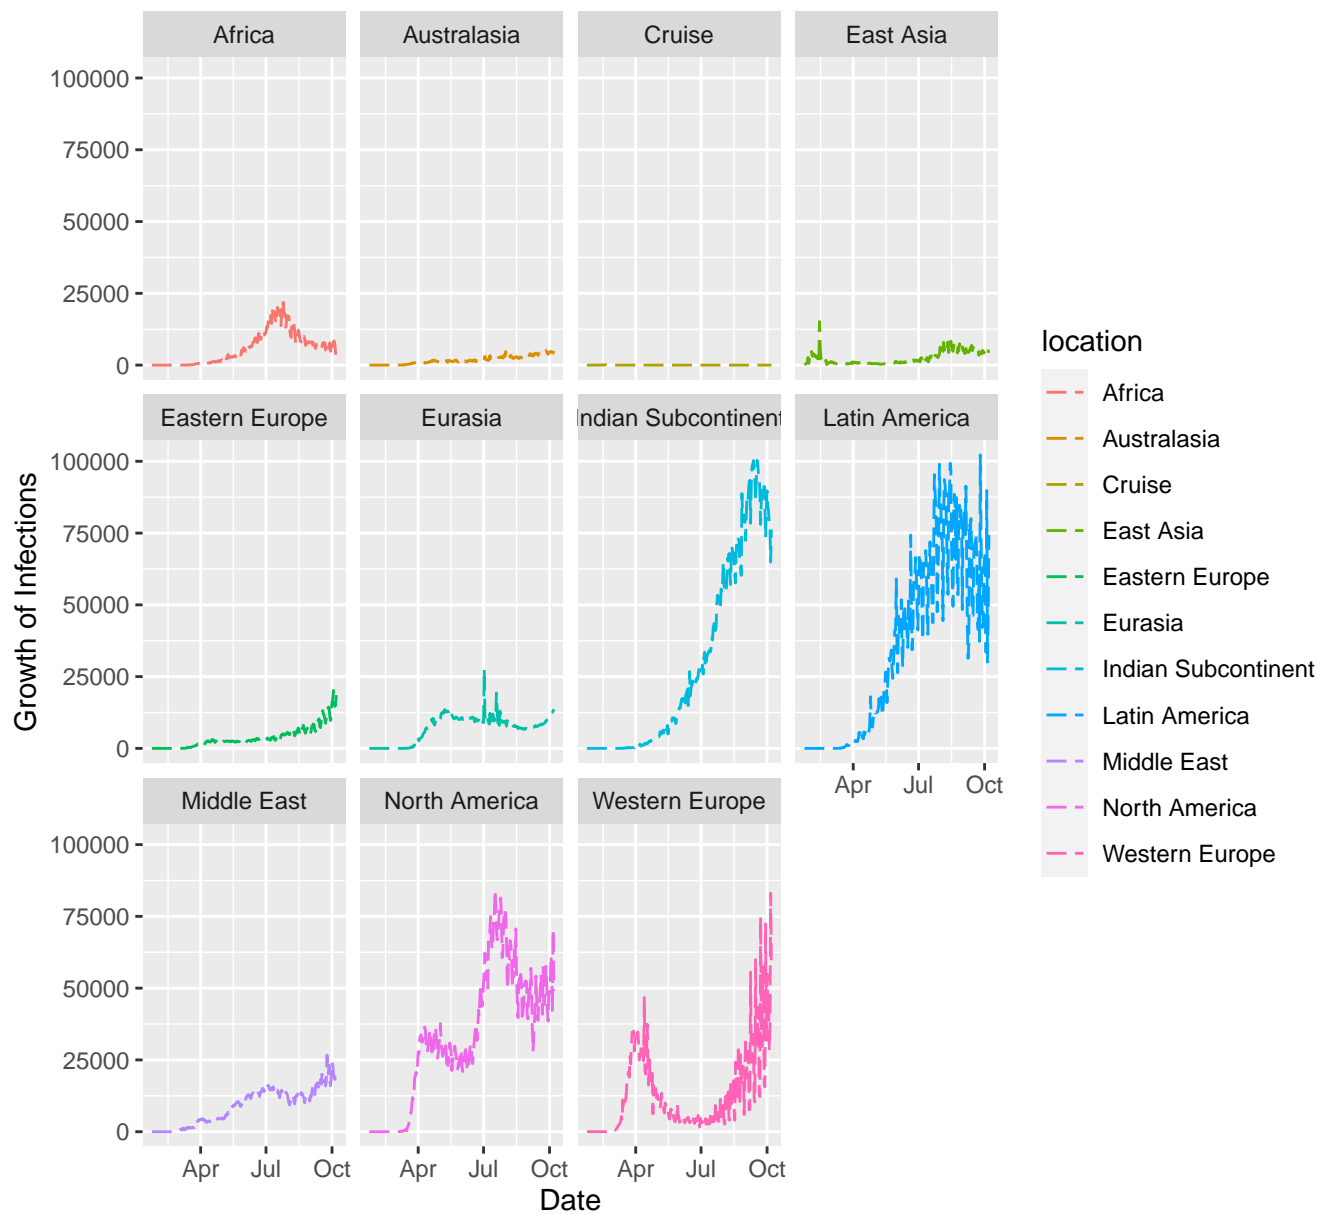 Africa
Australasia
Cruise
East Asia
100000
75000
50000
25000
0
Eastern Europe
Eurasia
Indian Subcontinent
Latin America
100000
75000
50000
25000
0
Apr Jul Oct
Middle East
North America
Western Europe
100000
75000
50000
25000
0
Apr Jul Oct
Apr Jul Oct
Apr Jul Oct
Date
Growth of Infections
location
Africa
Australasia
Cruise
East Asia
Eastern Europe
Eurasia
Indian Subcontinent
Latin America
Middle East
North America
Western Europe